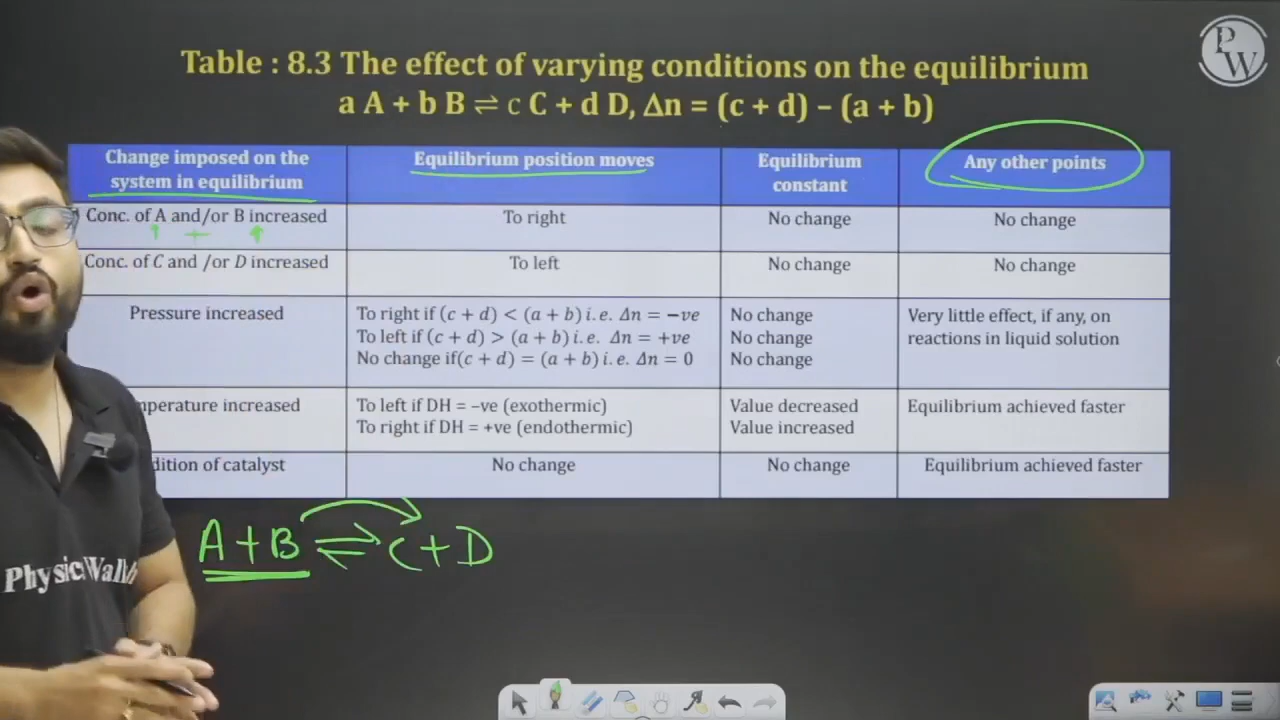 PW
Table : 8.3 The effect of varying conditions on the equilibrium
a A + b B ⇌ c C + d D, Δn = (c + d) – (a + b)
Change imposed on the system in equilibrium
Equilibrium position moves
Equilibrium constant
Any other points
Conc. of A and/or B increased
To right
No change
No change
Conc. of C and /or D increased
To left
No change
No change
Pressure increased
To right if (c + d) < (a + b) i.e. Δn = −ve
To left if (c + d) > (a + b) i.e. Δn = +ve
No change if(c + d) = (a + b) i.e. Δn = 0
No change
No change
No change
Very little effect, if any, on
reactions in liquid solution
mperature increased
To left if DH = –ve (exothermic)
To right if DH = +ve (endothermic)
Value decreased
Value increased
Equilibrium achieved faster
dition of catalyst
No change
No change
Equilibrium achieved faster
A + B ⇌ C + D
Physics Wallah